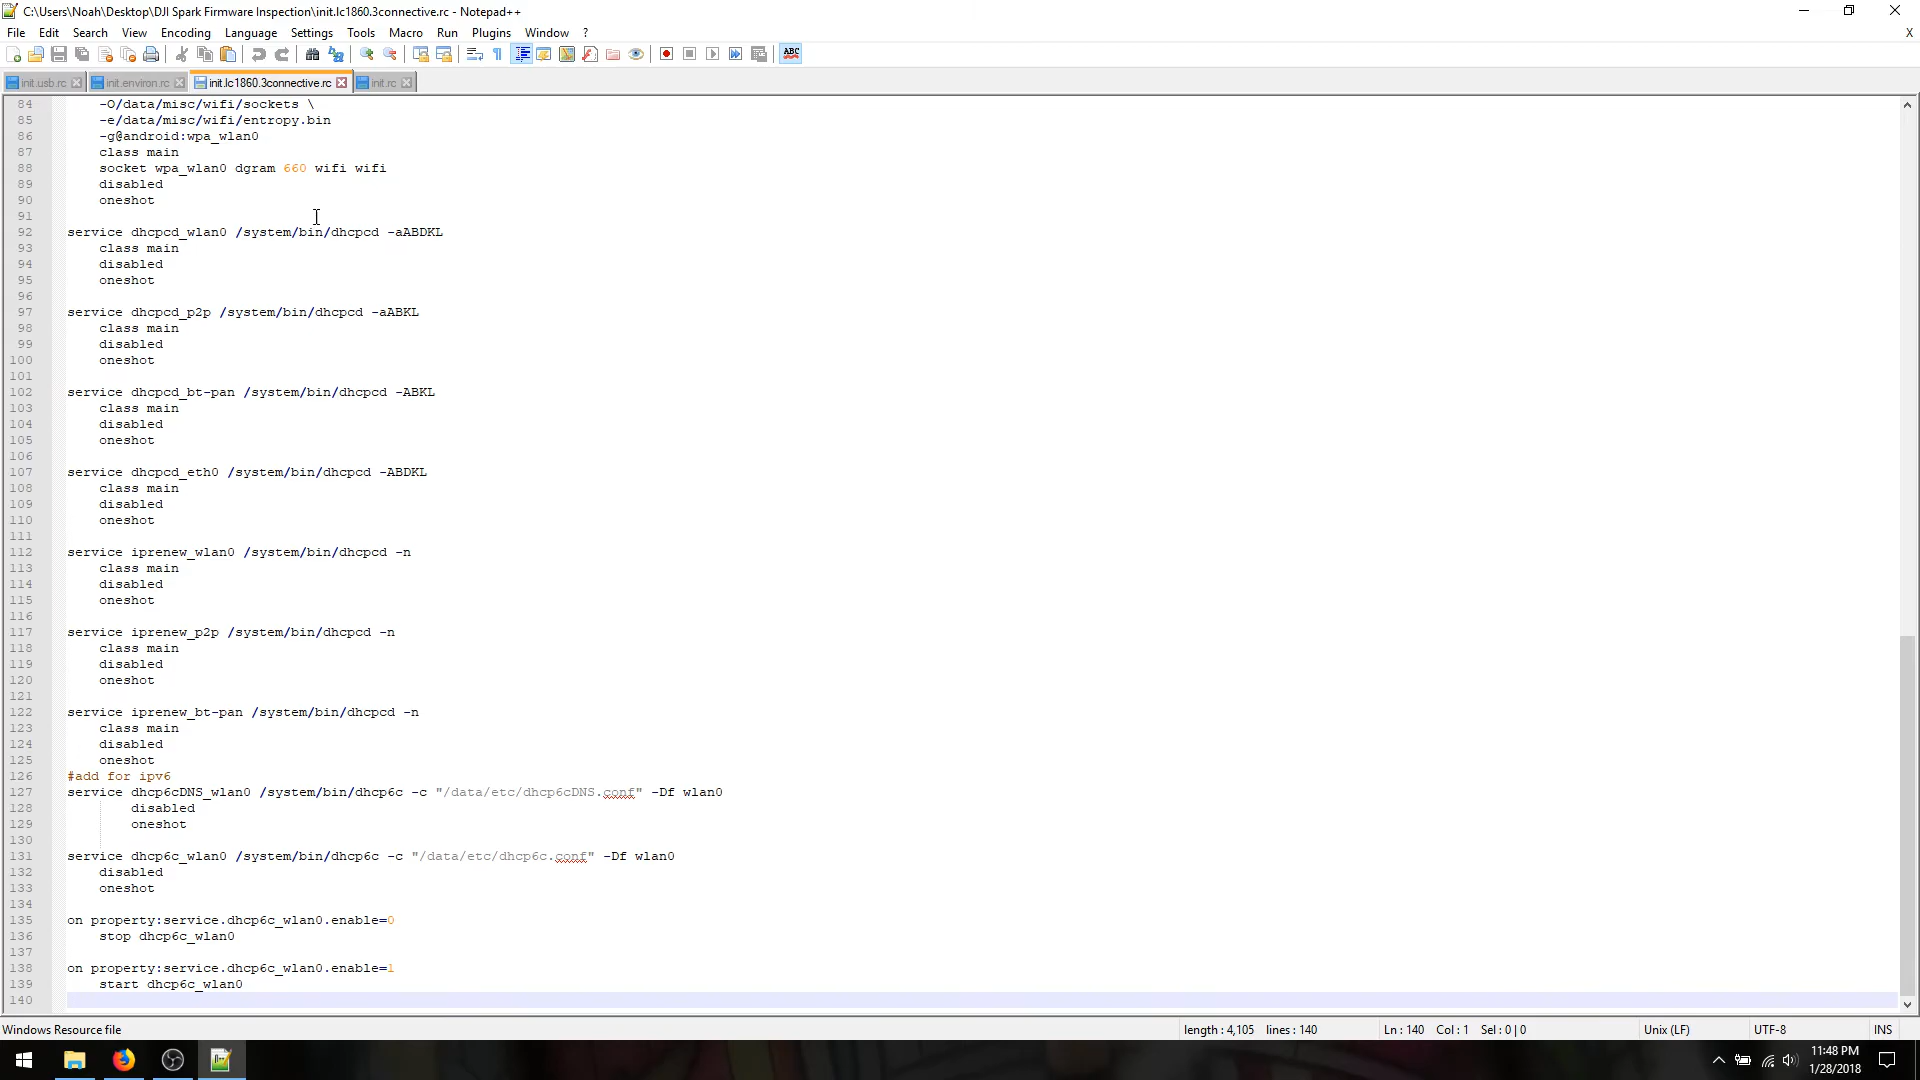 C:\Users\Noah\Desktop\DJI Spark Firmware Inspection\init.lc1860.3connective.rc - Notepad++
File Edit Search View Encoding Language Settings Tools Macro Run Plugins Window ? X
ABC
init.usb.rc init.environ.rc init.lc1860.3connective.rc init.rc
84 -O/data/misc/wifi/sockets \
85 -e/data/misc/wifi/entropy.bin
86 -g@android:wpa_wlan0
87 class main
88 socket wpa_wlan0 dgram 660 wifi wifi
89 disabled
90 oneshot
91
92 service dhcpcd_wlan0 /system/bin/dhcpcd -aABDKL
93 class main
94 disabled
95 oneshot
96
97 service dhcpcd_p2p /system/bin/dhcpcd -aABKL
98 class main
99 disabled
100 oneshot
101
102 service dhcpcd_bt-pan /system/bin/dhcpcd -ABKL
103 class main
104 disabled
105 oneshot
106
107 service dhcpcd_eth0 /system/bin/dhcpcd -ABDKL
108 class main
109 disabled
110 oneshot
111
112 service iprenew_wlan0 /system/bin/dhcpcd -n
113 class main
114 disabled
115 oneshot
116
117 service iprenew_p2p /system/bin/dhcpcd -n
118 class main
119 disabled
120 oneshot
121
122 service iprenew_bt-pan /system/bin/dhcpcd -n
123 class main
124 disabled
125 oneshot
126 #add for ipv6
127 service dhcp6cDNS_wlan0 /system/bin/dhcp6c -c "/data/etc/dhcp6cDNS.conf" -Df wlan0
128 disabled
129 oneshot
130
131 service dhcp6c_wlan0 /system/bin/dhcp6c -c "/data/etc/dhcp6c.conf" -Df wlan0
132 disabled
133 oneshot
134
135 on property:service.dhcp6c_wlan0.enable=0
136 stop dhcp6c_wlan0
137
138 on property:service.dhcp6c_wlan0.enable=1
139 start dhcp6c_wlan0
140
Windows Resource file length : 4,105 lines : 140 Ln : 140 Col : 1 Sel : 0 | 0 Unix (LF) UTF-8 INS
11:48 PM
1/28/2018